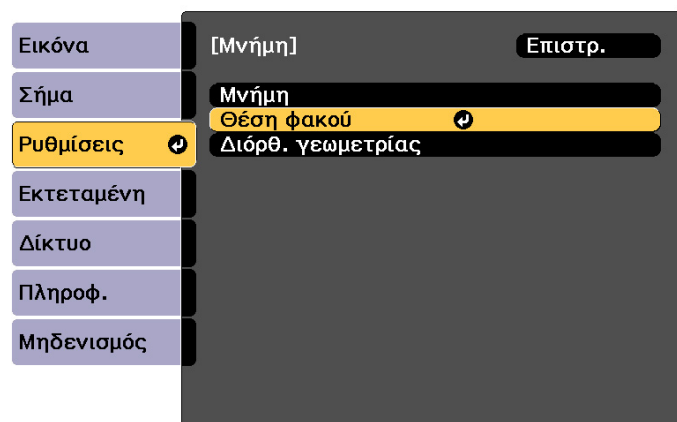 Εικόνα
Σήμα
Ρυθμίσεις
Εκτεταμένη
Δίκτυο
Πληροφ.
Μηδενισμός
[Μνήμη] Επιστρ.
Μνήμη
Θέση φακού
Διόρθ. γεωμετρίας